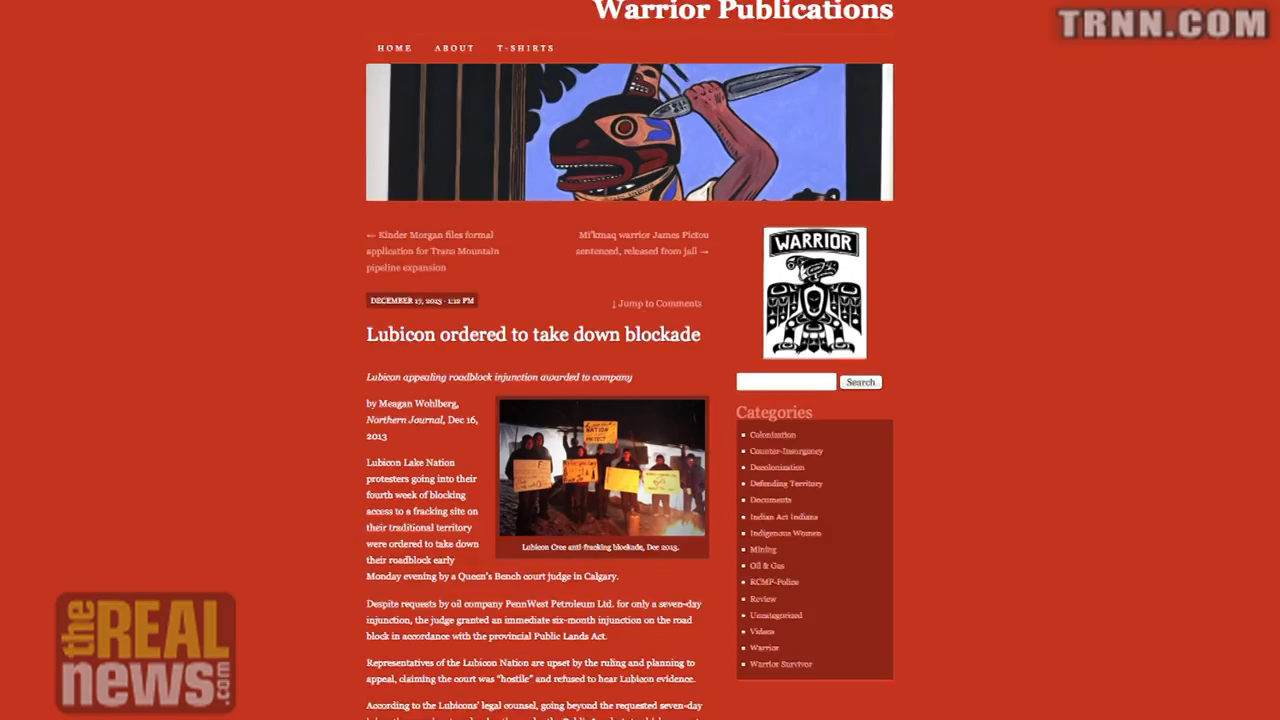 Warrior Publications
TRNN.COM
HOME ABOUT T-SHIRTS
← Kinder Morgan files formal
application for Trans Mountain
pipeline expansion
Mi'kmaq warrior James Pictou
sentenced, released from jail →
WARRIOR
DECEMBER 17, 2013 · 1:12 PM
↓ Jump to Comments
Lubicon ordered to take down blockade
Search
Lubicon appealing roadblock injunction awarded to company
by Meagan Wohlberg,
Northern Journal, Dec 16,
2013
Lubicon Lake Nation
protesters going into their
fourth week of blocking
access to a fracking site on
their traditional territory
were ordered to take down
their roadblock early
Monday evening by a Queen's Bench court judge in Calgary.
Lubicon Cree anti-fracking blockade, Dec 2013.
Despite requests by oil company PennWest Petroleum Ltd. for only a seven-day
injunction, the judge granted an immediate six-month injunction on the road
block in accordance with the provincial Public Lands Act.
Representatives of the Lubicon Nation are upset by the ruling and planning to
appeal, claiming the court was "hostile" and refused to hear Lubicon evidence.
According to the Lubicons' legal counsel, going beyond the requested seven-day
Categories
Colonization
Counter-Insurgency
Decolonization
Defending Territory
Documents
Indian Act Indians
Indigenous Women
Mining
Oil & Gas
RCMP-Police
Review
Uncategorized
Videos
Warrior
Warrior Survivor
the REAL
news.com